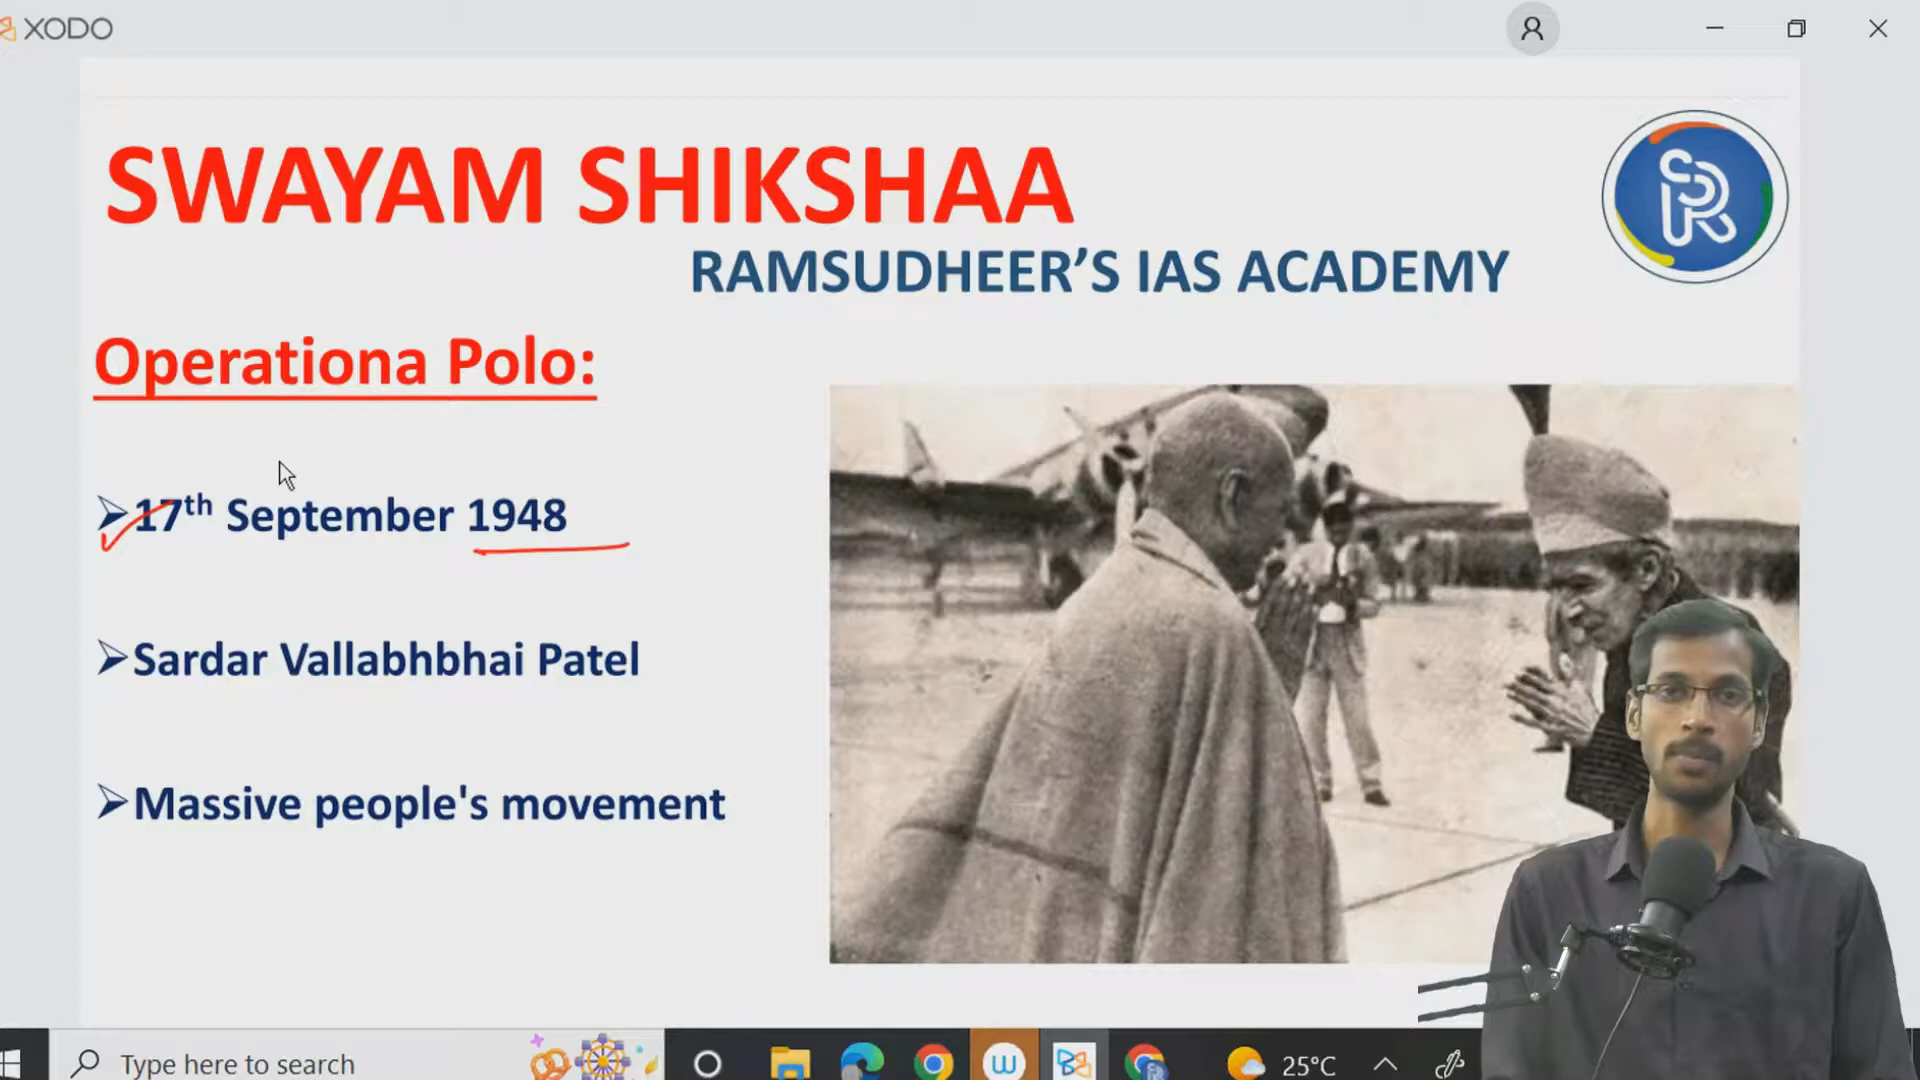 XODO
SWAYAM SHIKSHAA
RAMSUDHEER’S IAS ACADEMY
Operationa Polo:
➢17th September 1948
➢Sardar Vallabhbhai Patel
➢Massive people's movement
Type here to search
25°C